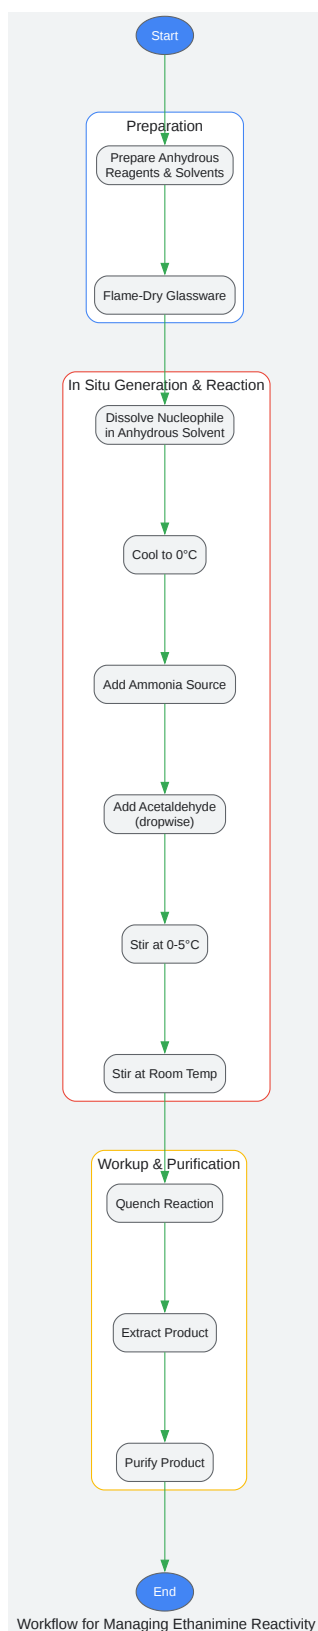 Start
Preparation
Prepare Anhydrous
Reagents & Solvents
Flame-Dry Glassware
In Situ Generation & Reaction
Dissolve Nucleophile
in Anhydrous Solvent
Cool to 0°C
Add Ammonia Source
Add Acetaldehyde
(dropwise)
Stir at 0-5°C
Stir at Room Temp
Workup & Purification
Quench Reaction
Extract Product
Purify Product
End
Workflow for Managing Ethanimine Reactivity